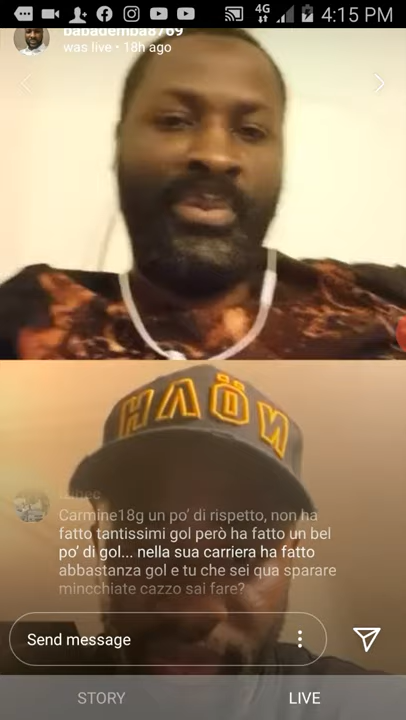 4G
4:15 PM
babademba8769
was live • 18h ago
НΛÖИ
Carmine18g un po' di rispetto, non ha
fatto tantissimi gol però ha fatto un bel
po' di gol... nella sua carriera ha fatto
abbastanza gol e tu che sei qua sparare
mincchiate cazzo sai fare?
Send message
STORY
LIVE